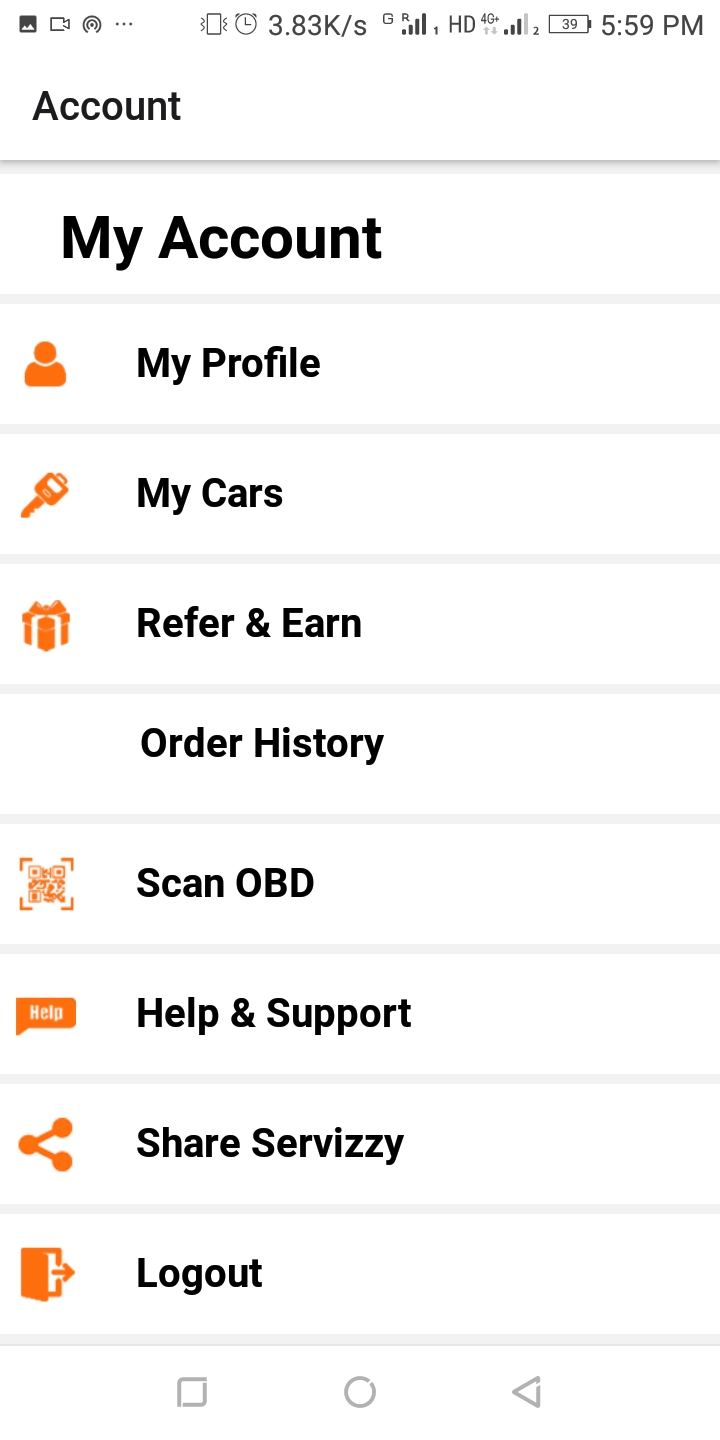 3.83K/s G R 1 HD 4G+ 2 39 5:59 PM
Account
My Account
My Profile
My Cars
Refer & Earn
Order History
Scan OBD
Help Help & Support
Share Servizzy
Logout